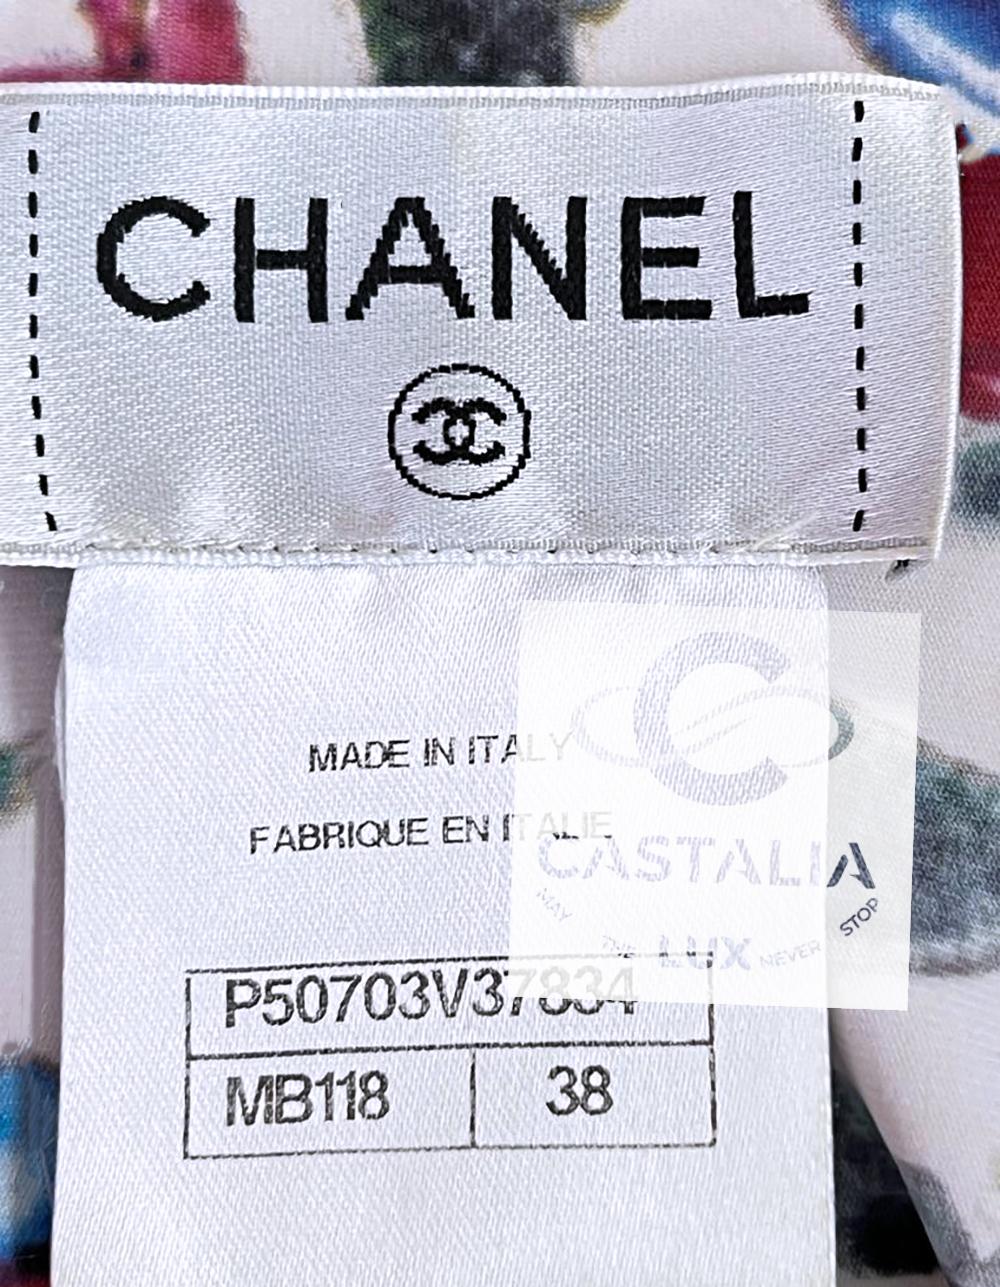 CHANEL
MADE IN ITALY
FABRIQUE EN ITALIE
CASTALIA
MAY THE LUX NEVER STOP
P50703V37834
MB118 38